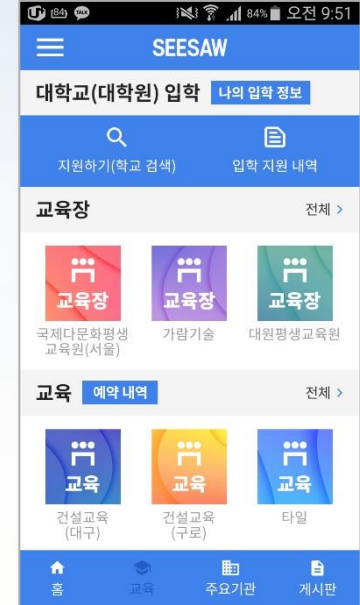 84 TALK 84% 오전 9:51
SEESAW
대학교(대학원) 입학 나의 입학 정보
지원하기(학교 검색) 입학 지원 내역
교육장 전체 >
교육장 교육장 교육장
국제다문화평생 가람기술 대원평생교육원
교육원(서울)
교육 예약 내역 전체 >
교육 교육 교육
건설교육 건설교육 타일
(대구) (구로)
홈 교육 주요기관 게시판